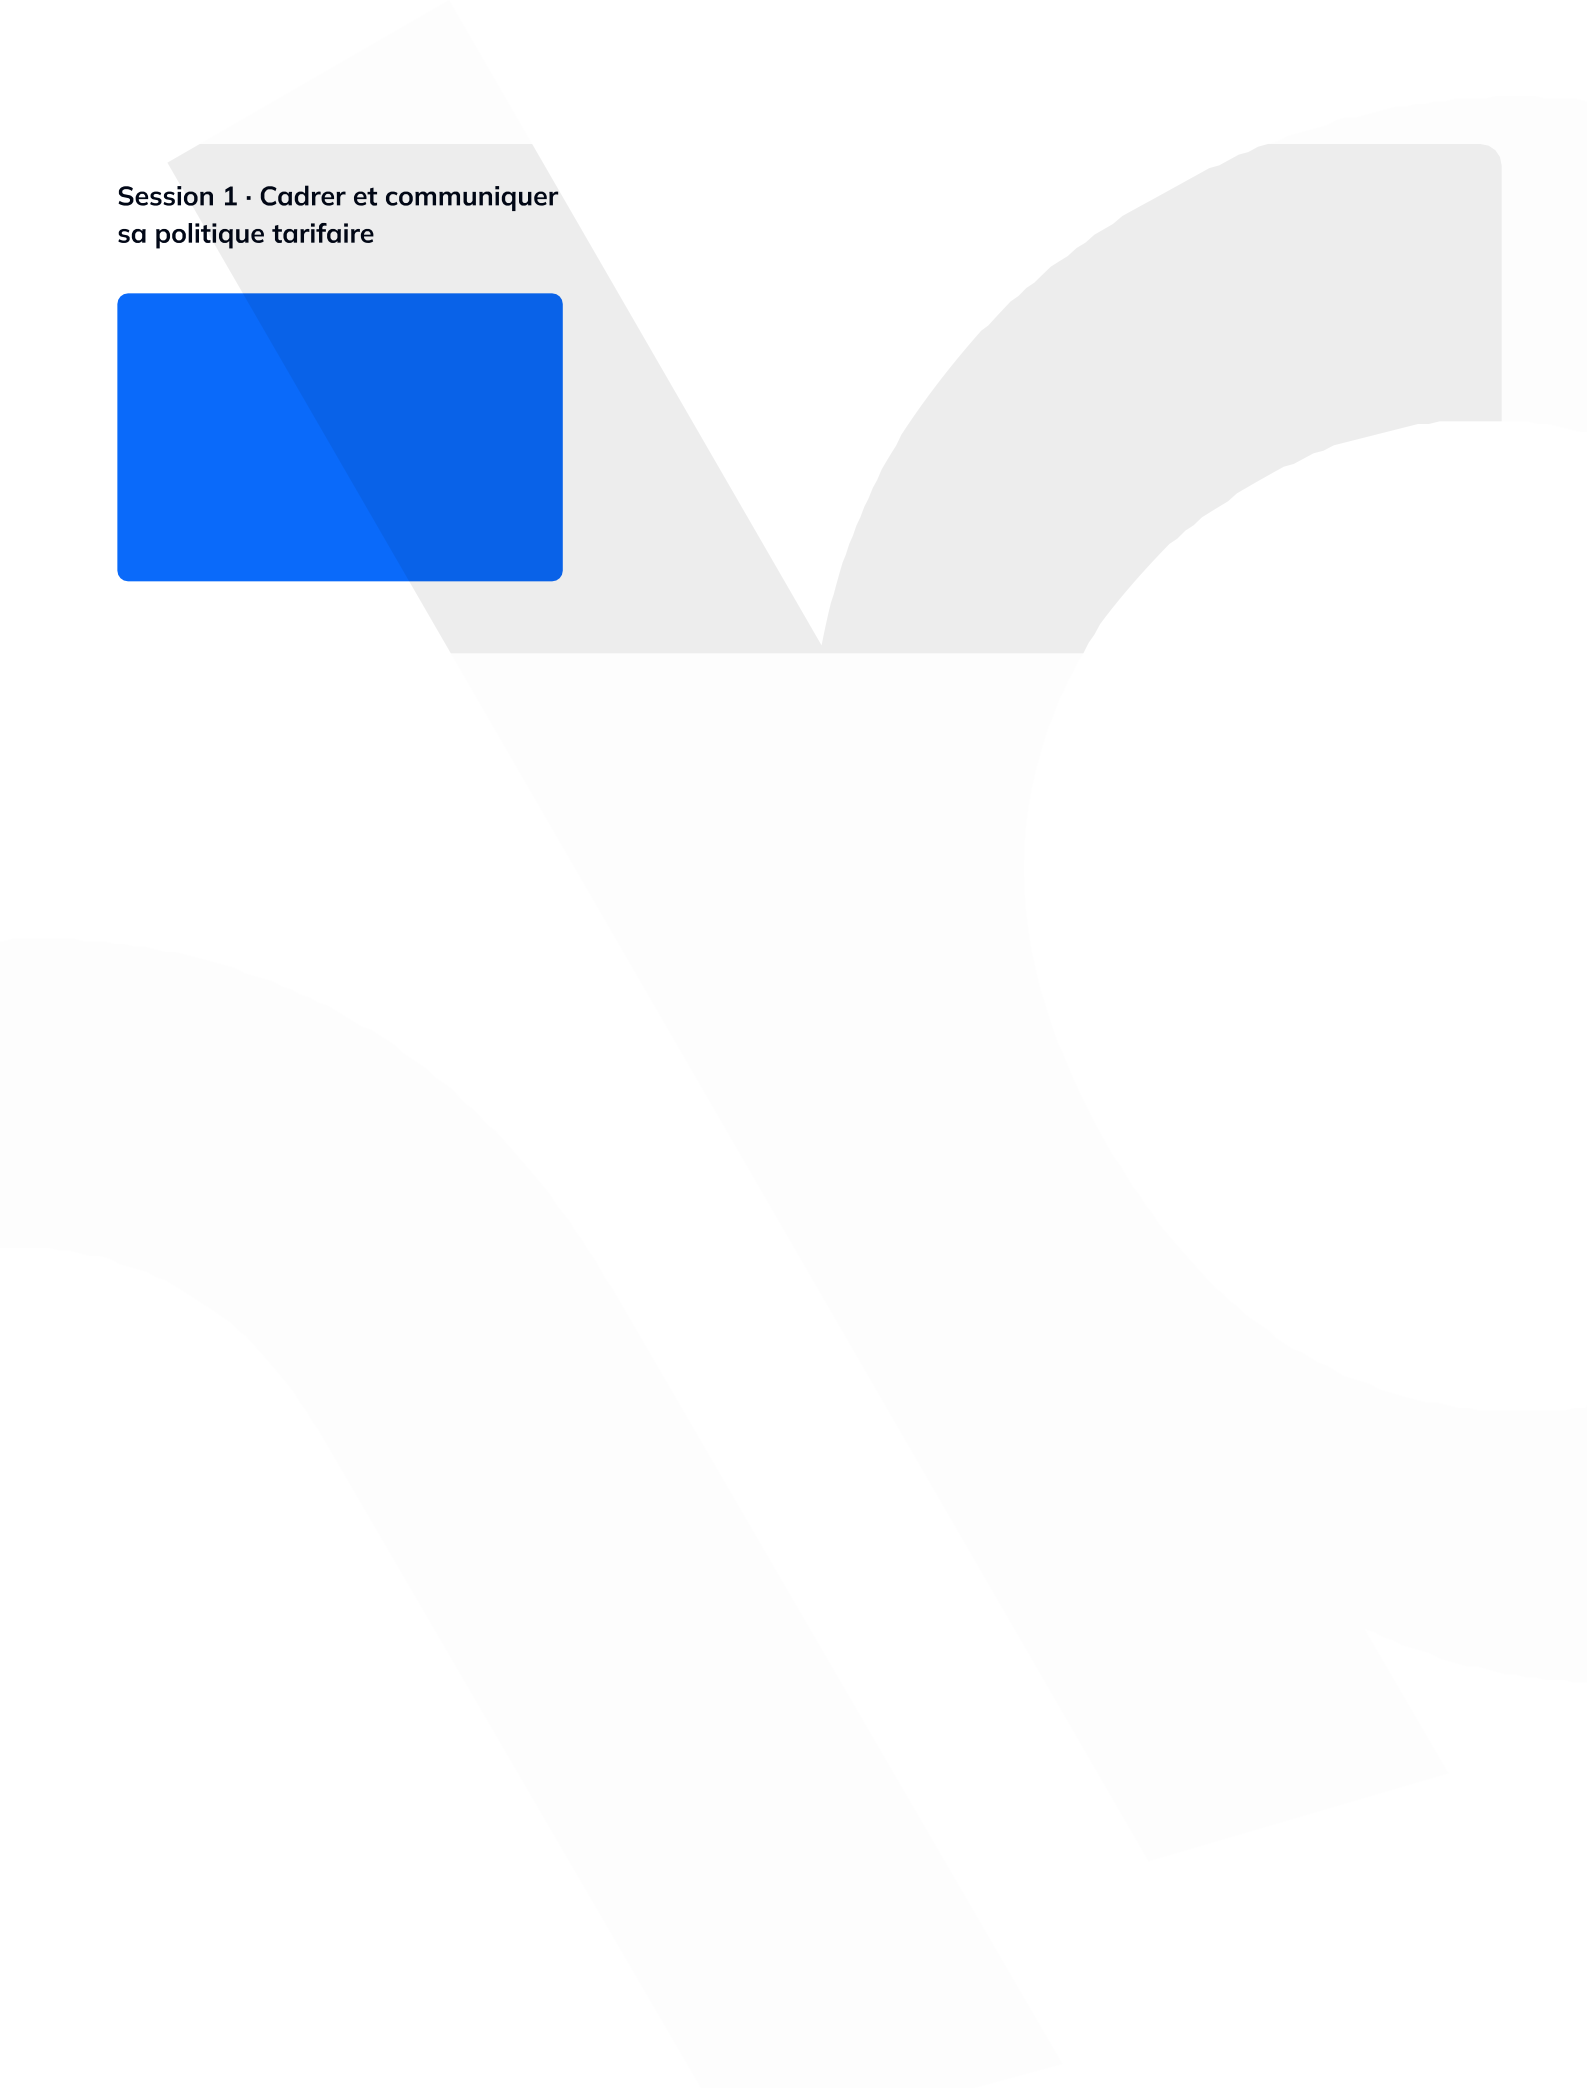 Session 1 · Cadrer et communiquer
sa politique tarifaire